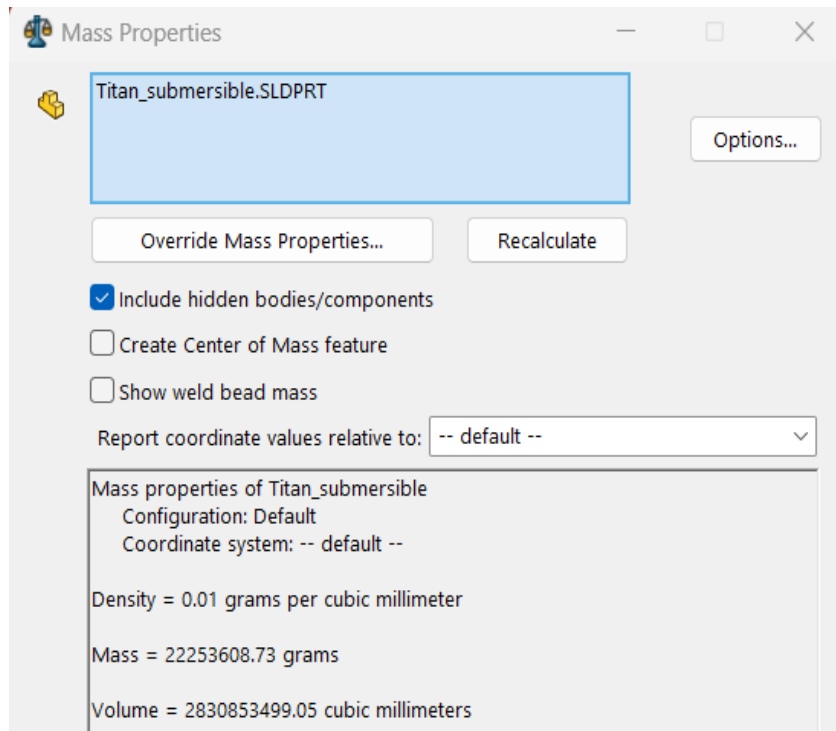 Mass Properties
Titan_submersible.SLDPRT
Options...
Override Mass Properties...
Recalculate
Include hidden bodies/components
Create Center of Mass feature
Show weld bead mass
Report coordinate values relative to: -- default --
Mass properties of Titan_submersible
Configuration: Default
Coordinate system: -- default --
Density = 0.01 grams per cubic millimeter
Mass = 22253608.73 grams
Volume = 2830853499.05 cubic millimeters